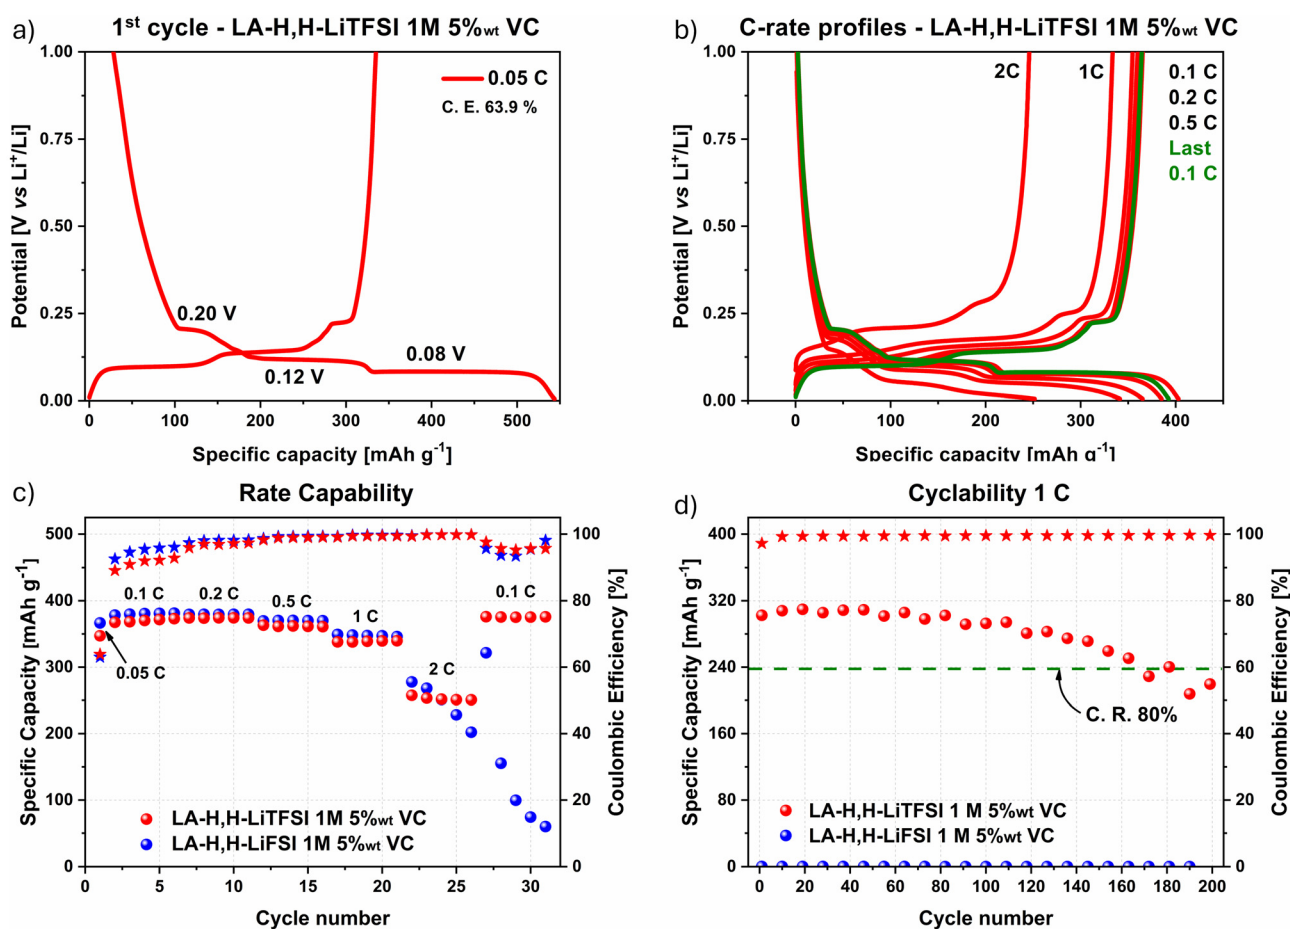 a)
1st cycle - LA-H,H-LiTFSI 1M 5%wt VC
1.00
0.75
0.50
0.25
0.00
Potential [V vs Li+/Li)
0.05 C
C. E. 63.9 %
0.20 V
0.12 V
0.08 V
0
100
200
300
400
500
Specific capacity [mAh g-1]
b)
C-rate profiles - LA-H,H-LiTFSI 1M 5%wt VC
1.00
0.75
0.50
0.25
0.00
Potential [V vs Li+/Li)
2C
1C
0.1 C
0.2 C
0.5 C
Last
0.1 C
0
100
200
300
400
Specific capacity [mAh g-1]
c)
Rate Capability
500
400
300
200
100
0
Specific Capacity [mAh g-1]
0.05 C
0.1 C
0.2 C
0.5 C
1 C
2 C
0.1 C
LA-H,H-LiTFSI 1M 5%wt VC
LA-H,H-LiFSI 1M 5%wt VC
100
80
60
40
20
0
Coulombic Efficiency [%]
0
5
10
15
20
25
30
Cycle number
d)
Cyclability 1 C
400
320
240
160
80
0
Specific Capacity [mAh g-1]
C. R. 80%
LA-H,H-LiTFSI 1M 5%wt VC
LA-H,H-LiFSI 1M 5%wt VC
100
80
60
40
20
0
Coulombic Efficiency [%]
0
20
40
60
80
100
120
140
160
180
200
Cycle number